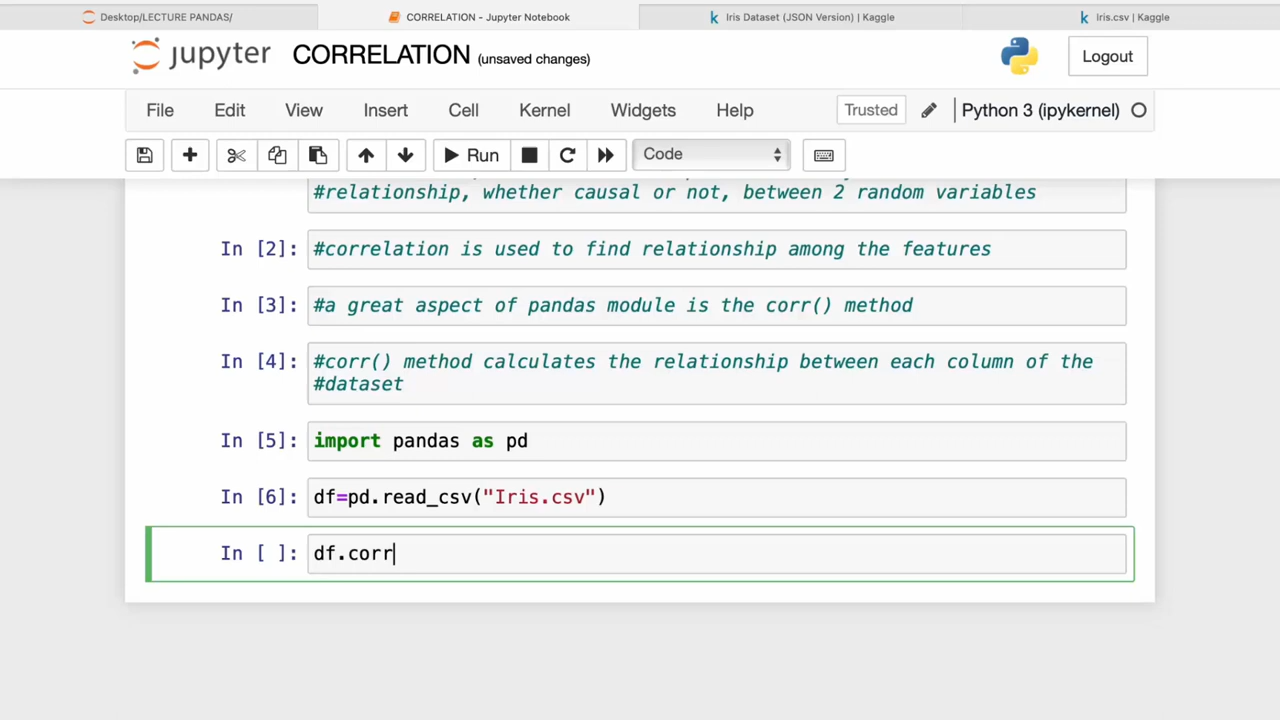 Desktop/LECTURE PANDAS/
CORRELATION - Jupyter Notebook
Iris Dataset (JSON Version) | Kaggle
Iris.csv | Kaggle
jupyter CORRELATION (unsaved changes)
Logout
File Edit View Insert Cell Kernel Widgets Help
Trusted
Python 3 (ipykernel)
Run
Code
#relationship, whether causal or not, between 2 random variables
In [2]: #correlation is used to find relationship among the features
In [3]: #a great aspect of pandas module is the corr() method
In [4]: #corr() method calculates the relationship between each column of the
#dataset
In [5]: import pandas as pd
In [6]: df=pd.read_csv("Iris.csv")
In [ ]: df.corr